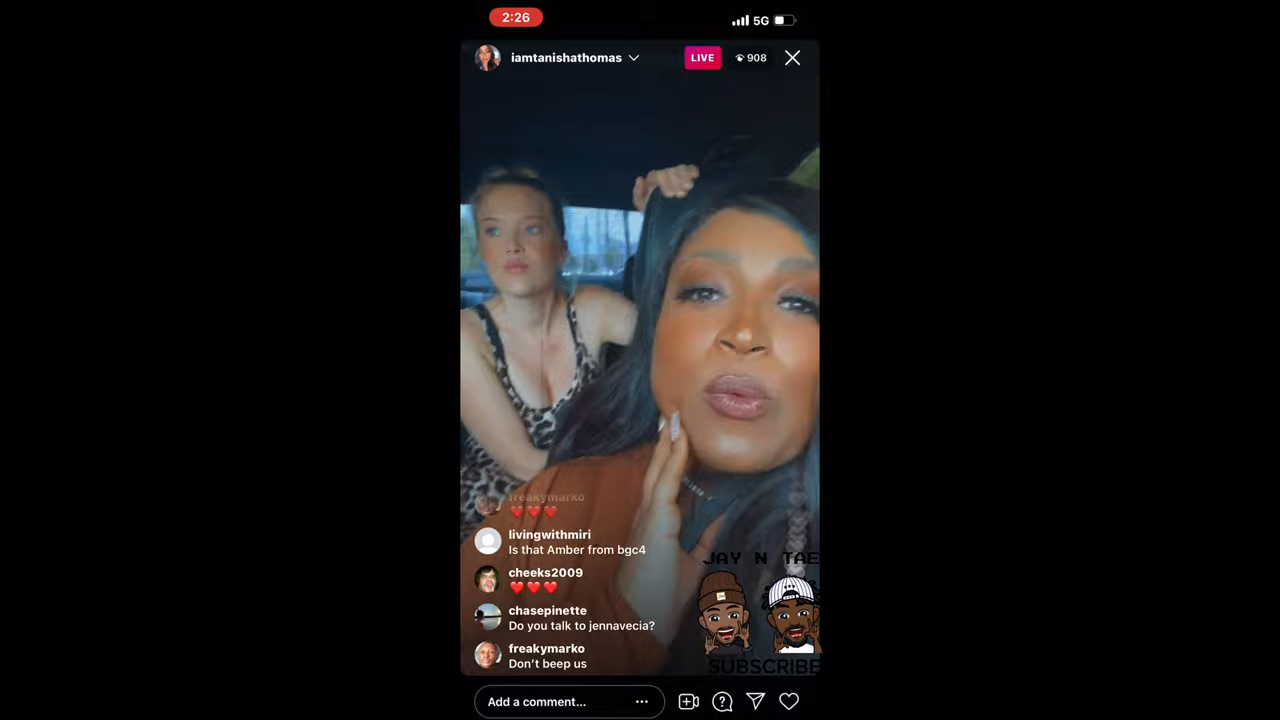 2:26
5G
iamtanishathomas
LIVE
908
freakymarko
❤️❤️❤️
livingwithmiri
Is that Amber from bgc4
cheeks2009
❤️❤️❤️
chasepinette
Do you talk to jennavecia?
freakymarko
Don't beep us
JAY N TAE
SUBSCRIBE
Add a comment...